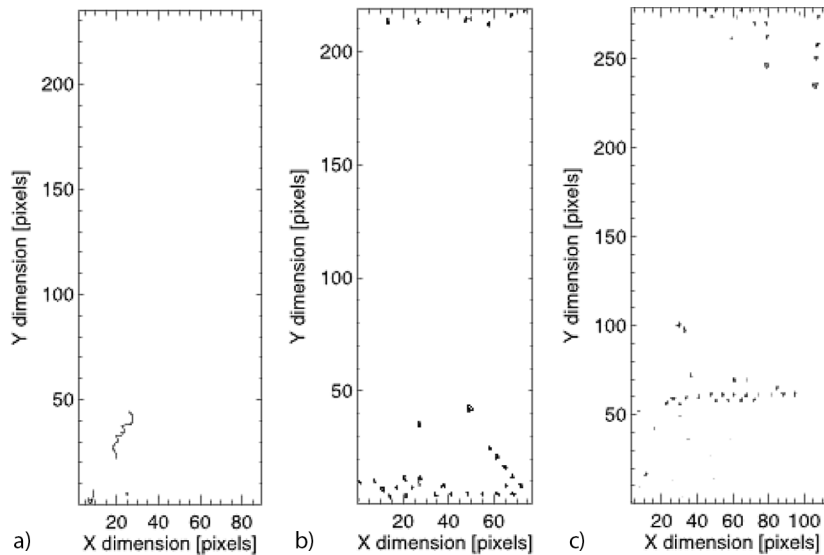 a)
Y dimension [pixels]
200
150
100
50
20 40 60 80
X dimension [pixels]
b)
Y dimension [pixels]
200
150
100
50
20 40 60
X dimension [pixels]
c)
Y dimension [pixels]
250
200
150
100
50
20 40 60 80 100
X dimension [pixels]